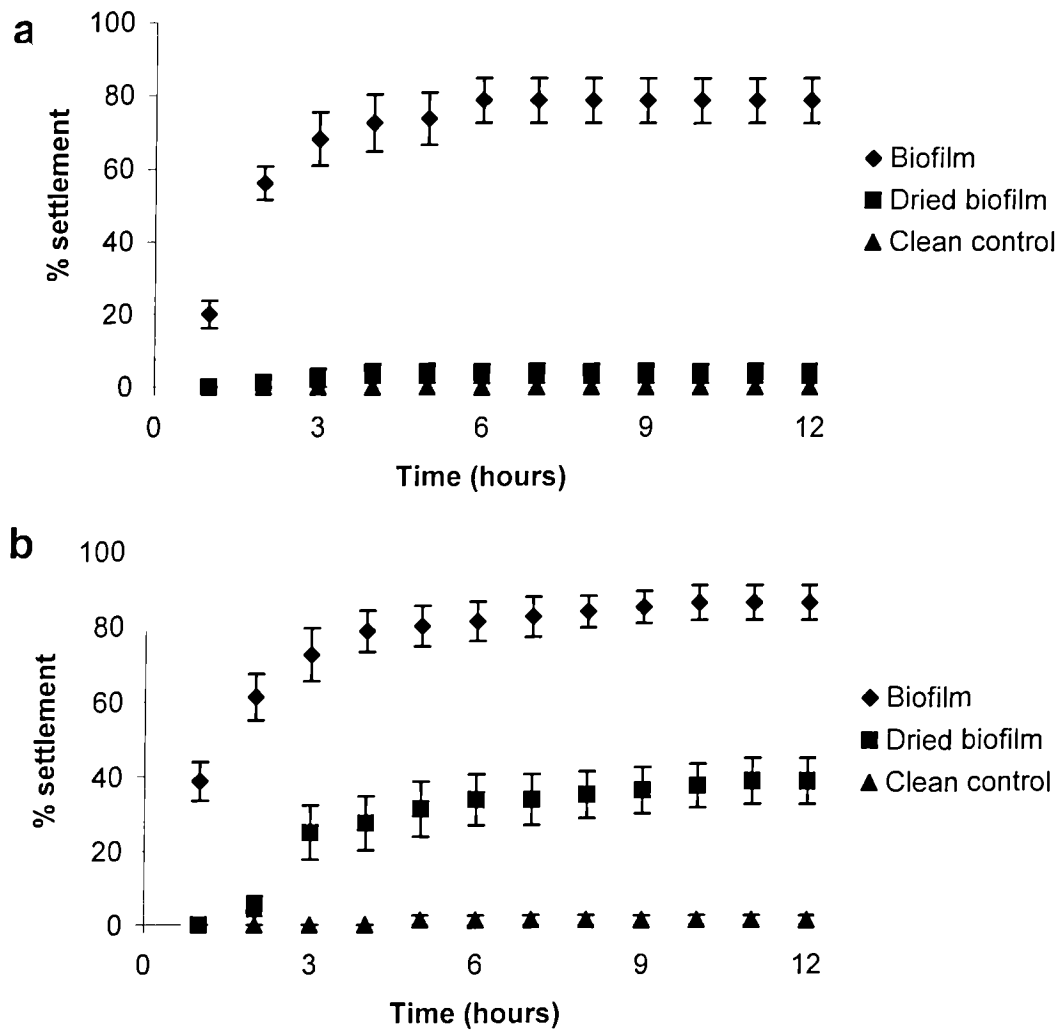 a
100
80
60
40
20
0
% settlement
0 3 6 9 12
Time (hours)
Biofilm
Dried biofilm
Clean control
b
100
80
60
40
20
0
% settlement
0 3 6 9 12
Time (hours)
Biofilm
Dried biofilm
Clean control